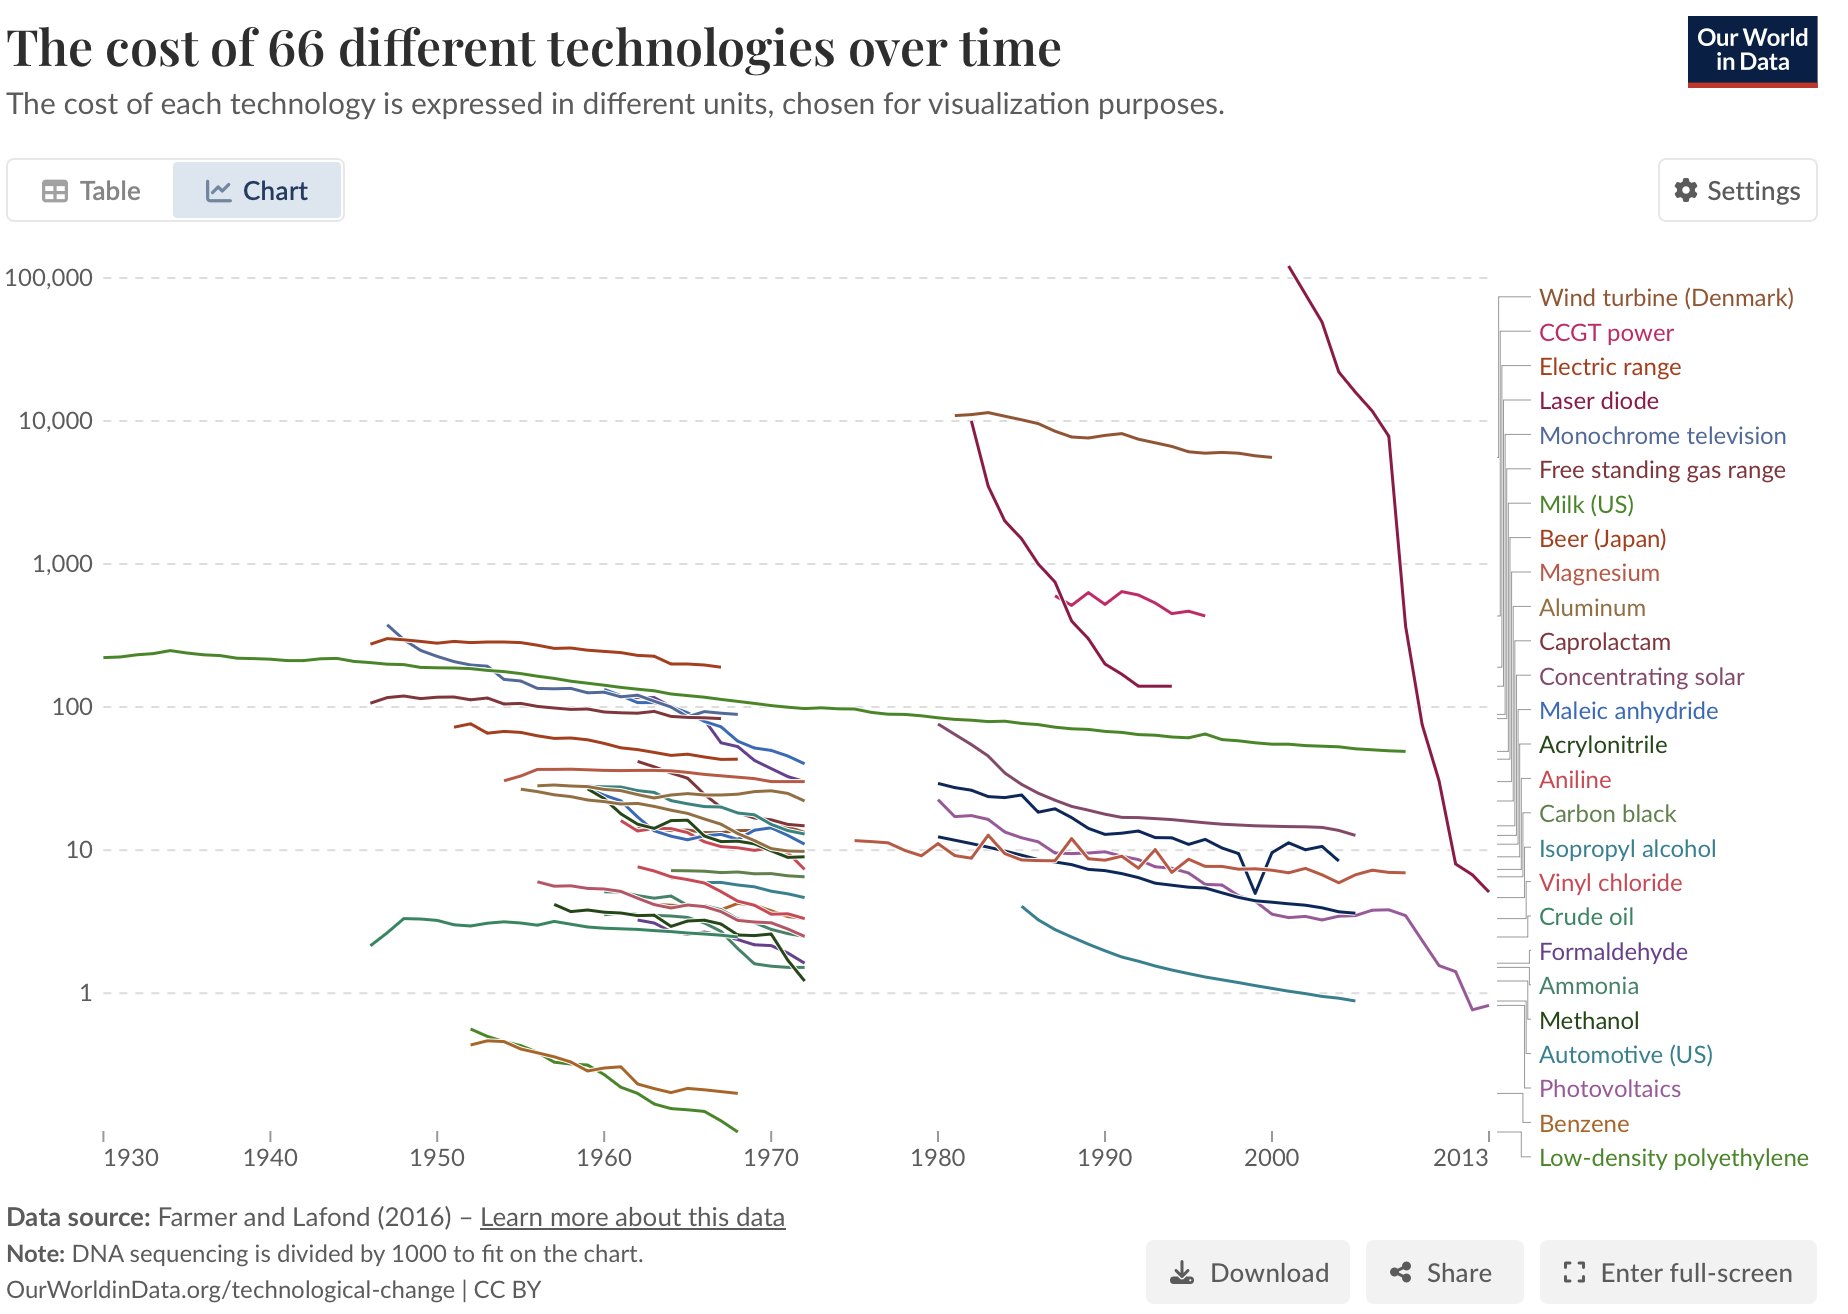 The cost of 66 different technologies over time
Our World
in Data
The cost of each technology is expressed in different units, chosen for visualization purposes.
Table
Chart
Settings
100,000
10,000
1,000
100
10
1
1930
1940
1950
1960
1970
1980
1990
2000
2013
Wind turbine (Denmark)
CCGT power
Electric range
Laser diode
Monochrome television
Free standing gas range
Milk (US)
Beer (Japan)
Magnesium
Aluminum
Caprolactam
Concentrating solar
Maleic anhydride
Acrylonitrile
Aniline
Carbon black
Isopropyl alcohol
Vinyl chloride
Crude oil
Formaldehyde
Ammonia
Methanol
Automotive (US)
Photovoltaics
Benzene
Low-density polyethylene
Data source: Farmer and Lafond (2016) – Learn more about this data
Note: DNA sequencing is divided by 1000 to fit on the chart.
OurWorldinData.org/technological-change | CC BY
Download
Share
Enter full-screen